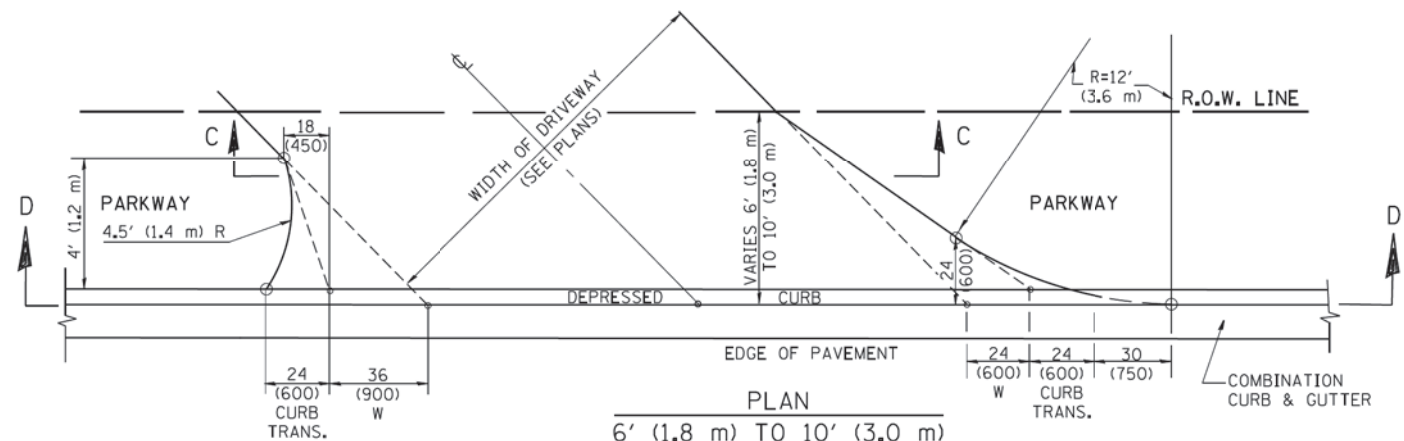 ℄
WIDTH OF DRIVEWAY
(SEE PLANS)
R=12'
(3.6 m)
R.O.W. LINE
C
18
(450)
C
VARIES 6' (1.8 m)
TO 10' (3.0 m)
D
4' (1.2 m)
PARKWAY
4.5' (1.4 m) R
PARKWAY
D
24
(600)
DEPRESSED CURB
EDGE OF PAVEMENT
24
(600)
CURB
TRANS.
36
(900)
W
24
(600)
W
24
(600)
CURB
TRANS.
30
(750)
COMBINATION
CURB & GUTTER
PLAN
6' (1.8 m) TO 10' (3.0 m)